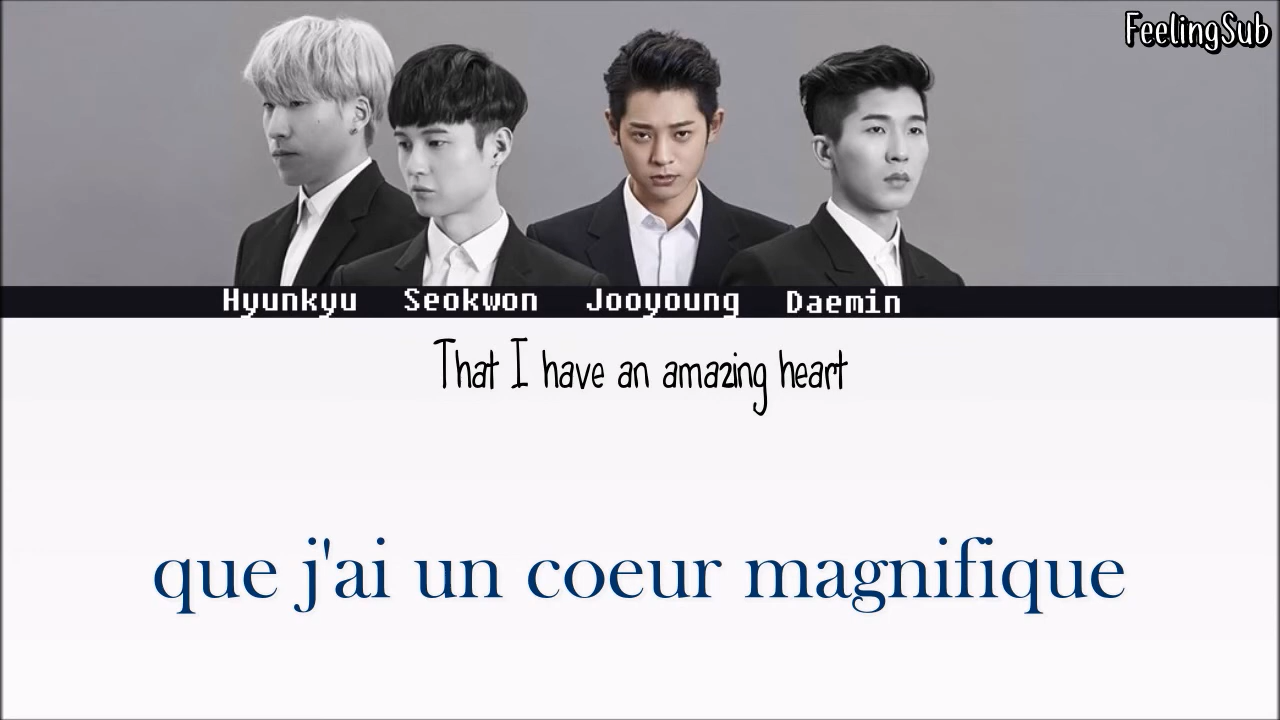 FeelingSub
Hyunkyu Seokwon Jooyoung Daemin
That I have an amazing heart
que j'ai un coeur magnifique